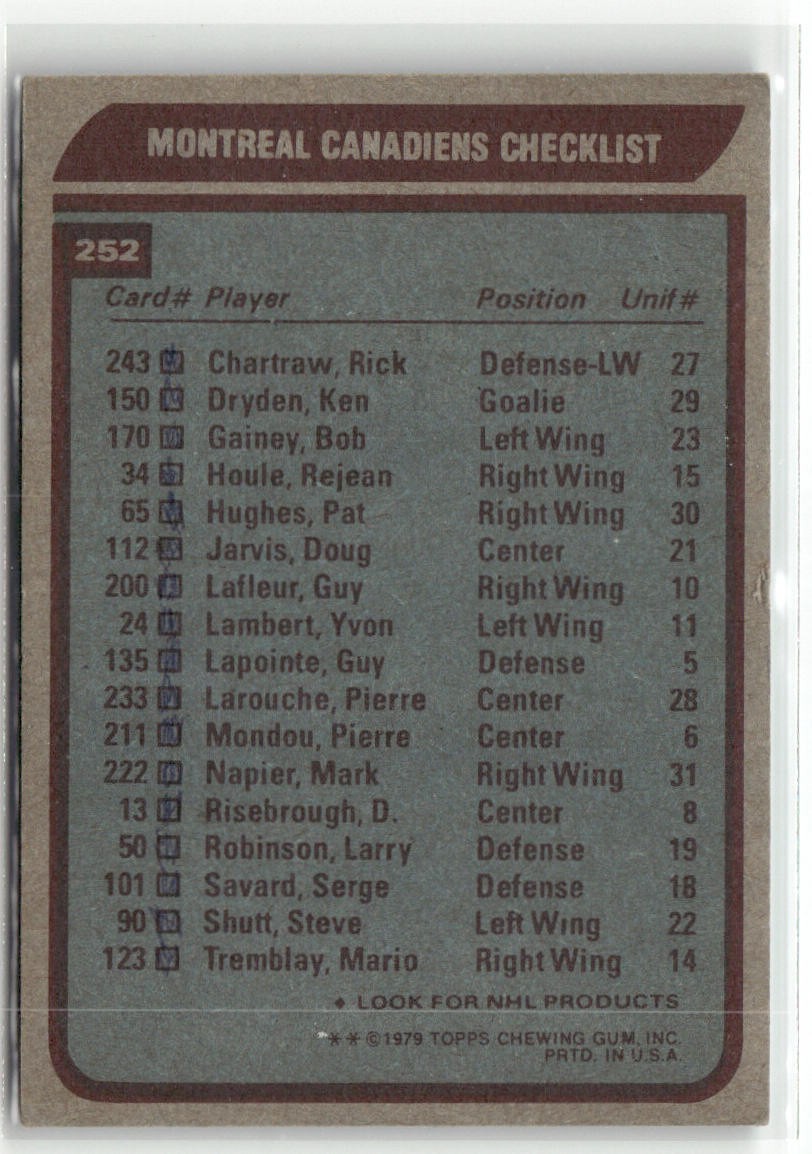 MONTREAL CANADIENS CHECKLIST
252
Card# Player Position Unif#
243 Chartraw, Rick Defense-LW 27
150 Dryden, Ken Goalie 29
170 Gainey, Bob Left Wing 23
34 Houle, Rejean Right Wing 15
65 Hughes, Pat Right Wing 30
112 Jarvis, Doug Center 21
200 Lafleur, Guy Right Wing 10
24 Lambert, Yvon Left Wing 11
135 Lapointe, Guy Defense 5
233 Larouche, Pierre Center 28
211 Mondou, Pierre Center 6
222 Napier, Mark Right Wing 31
13 Risebrough, D. Center 8
50 Robinson, Larry Defense 19
101 Savard, Serge Defense 18
90 Shutt, Steve Left Wing 22
123 Tremblay, Mario Right Wing 14
♦ LOOK FOR NHL PRODUCTS
** ©1979 TOPPS CHEWING GUM, INC.
PRTD. IN U.S.A.